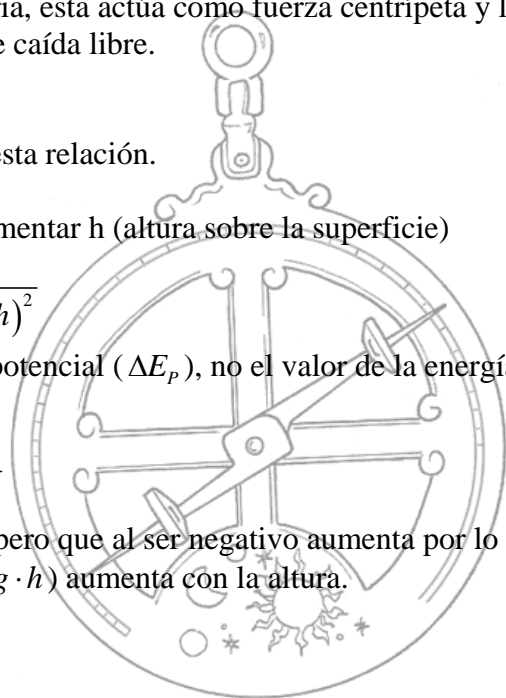 ria, esta actúa como fuerza centrípeta y l
e caída libre.
esta relación.
mentar h (altura sobre la superficie)
h)²
potencial ( ΔE_P ), no el valor de la energía
pero que al ser negativo aumenta por lo
g · h ) aumenta con la altura.